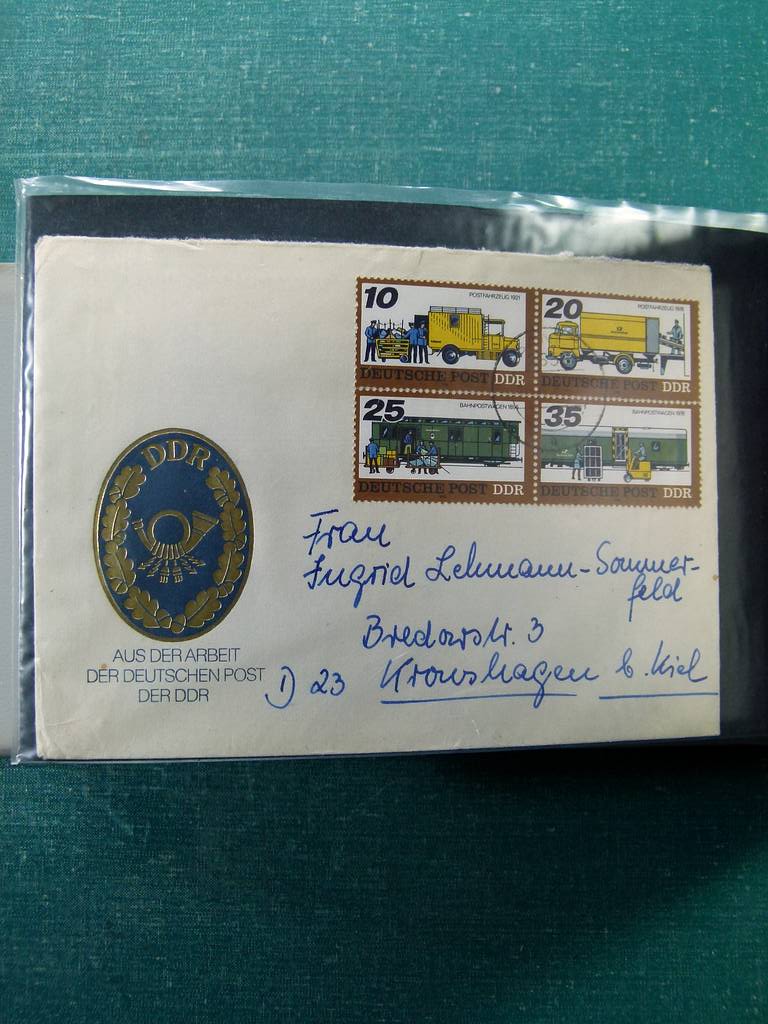 10 POSTFAHRZEUG 1921
DEUTSCHE POST DDR
20 POSTFAHRZEUG 1978
DEUTSCHE POST DDR
25 BAHNPOSTWAGEN
DEUTSCHE POST DDR
35 BAHNPOSTWAGEN 1978
DEUTSCHE POST DDR
DDR
AUS DER ARBEIT
DER DEUTSCHEN POST
DER DDR
Frau
Ingrid Lehmann-Sommer-
feld
Bredowstr. 3
D 23 Kronshagen b. Kiel